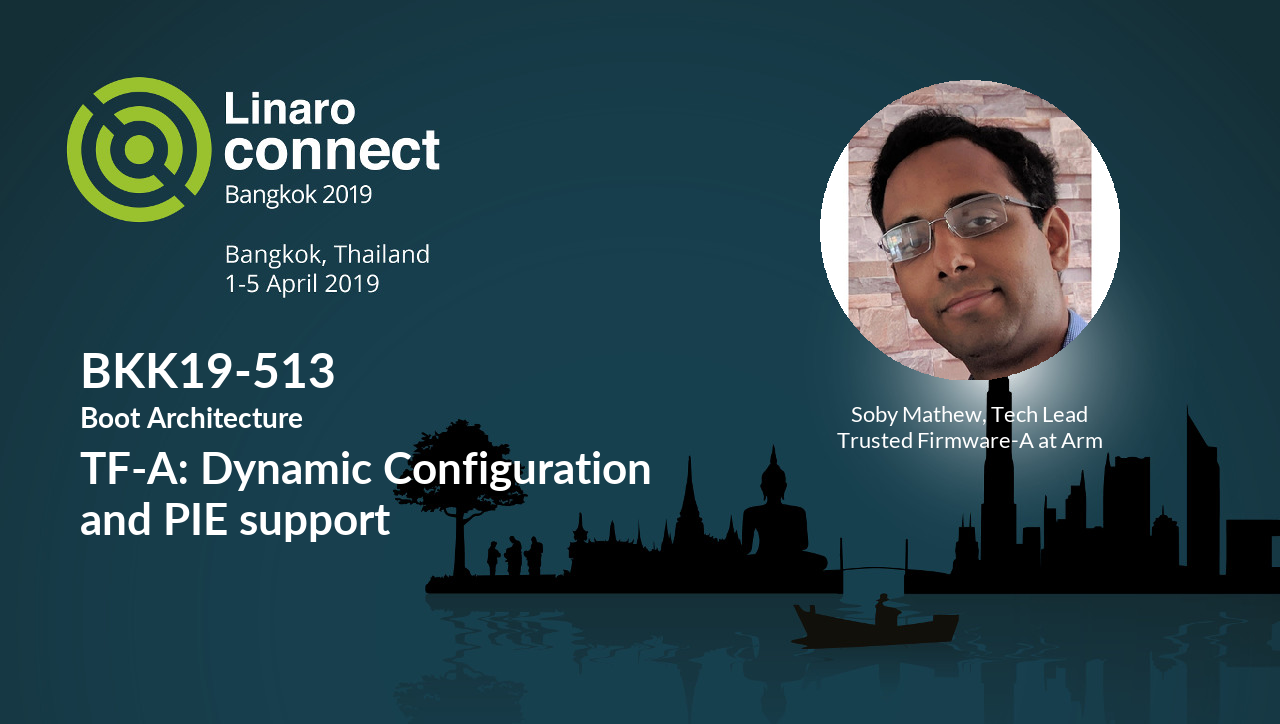 Linaro
connect
Bangkok 2019
Bangkok, Thailand
1-5 April 2019
BKK19-513
Boot Architecture
TF-A: Dynamic Configuration
and PIE support
Soby Mathew, Tech Lead
Trusted Firmware-A at Arm